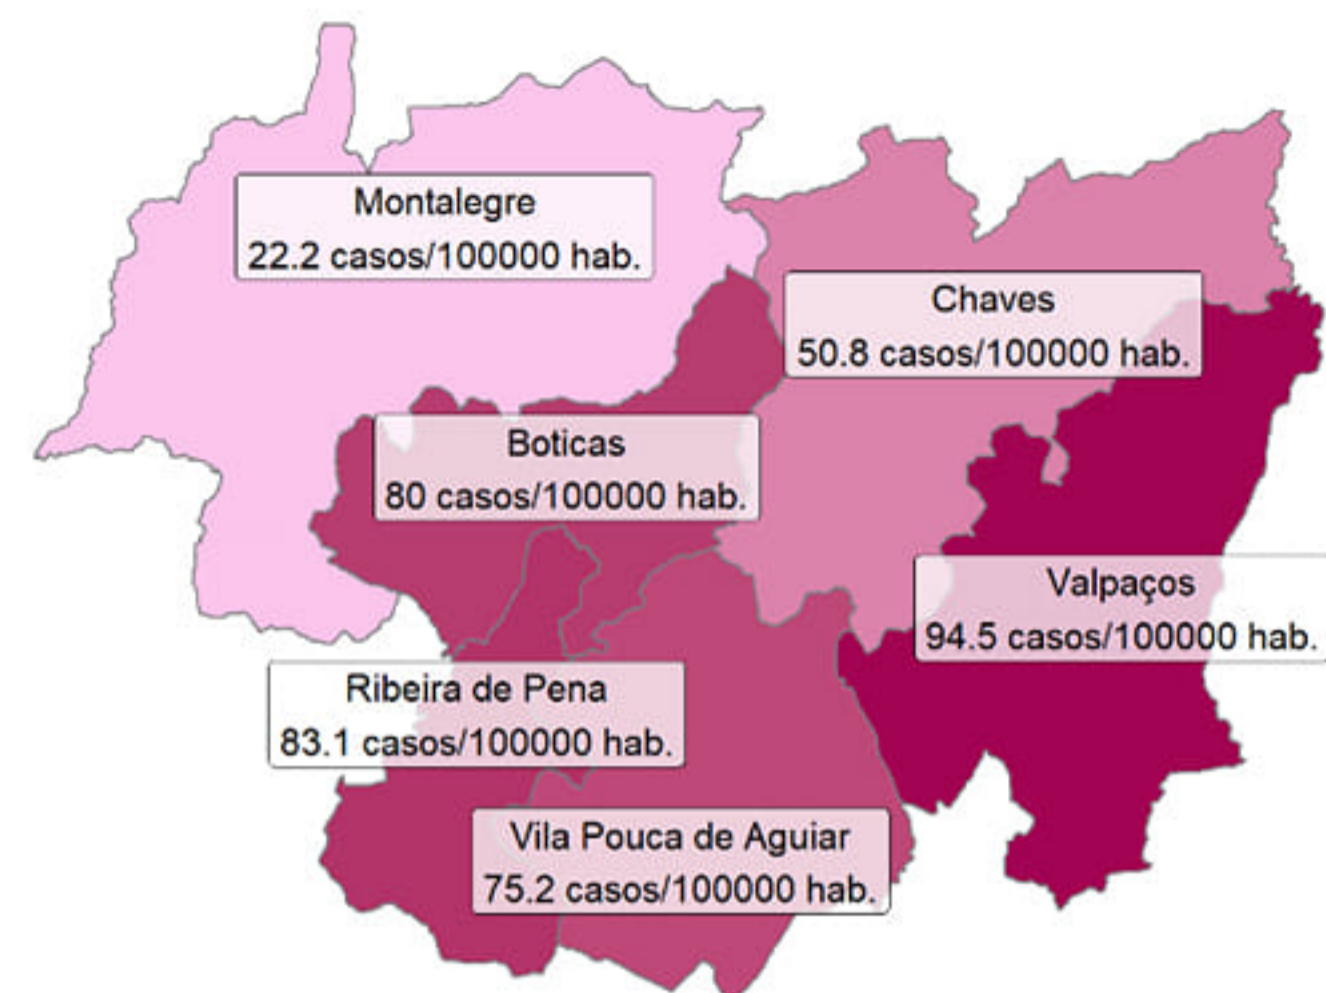 Montalegre
22.2 casos/100000 hab.
Chaves
50.8 casos/100000 hab.
Boticas
80 casos/100000 hab.
Valpaços
94.5 casos/100000 hab.
Ribeira de Pena
83.1 casos/100000 hab.
Vila Pouca de Aguiar
75.2 casos/100000 hab.